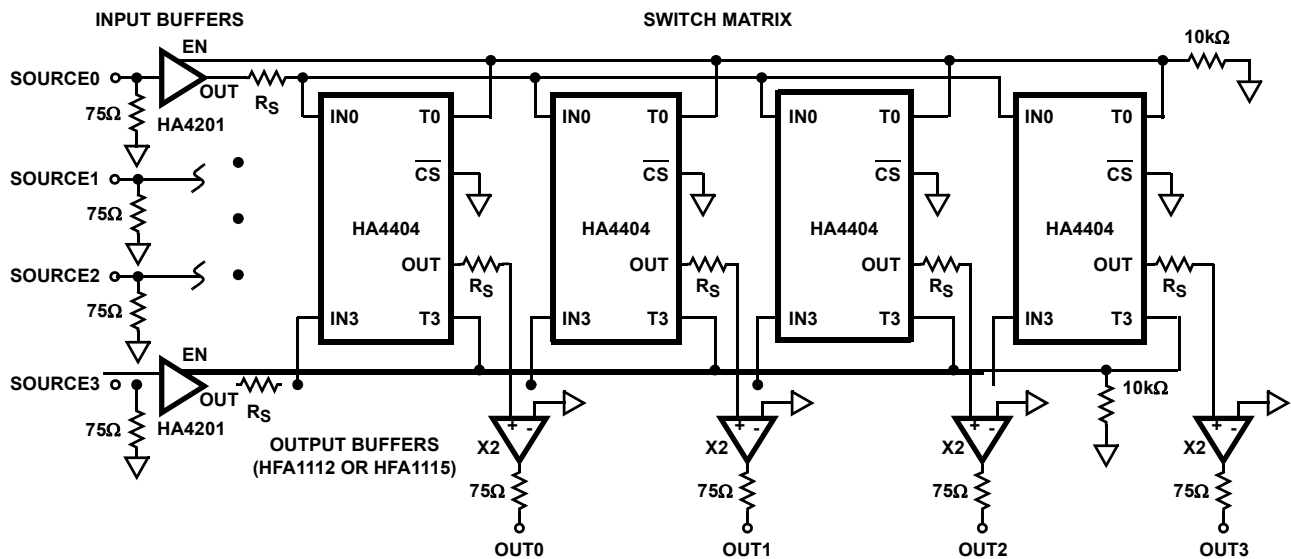 INPUT BUFFERS
SWITCH MATRIX
EN
10kΩ
SOURCE0
OUT
RS
75Ω
HA4201
IN0 T0
IN0 T0
IN0 T0
IN0 T0
SOURCE1
CS
CS
CS
CS
75Ω
HA4404
HA4404
HA4404
HA4404
SOURCE2
OUT
OUT
OUT
OUT
RS
RS
RS
RS
75Ω
IN3 T3
IN3 T3
IN3 T3
IN3 T3
EN
SOURCE3
OUT
RS
10kΩ
75Ω
HA4201
OUTPUT BUFFERS
(HFA1112 OR HFA1115)
+ -
+ -
+ -
+ -
X2
X2
X2
X2
75Ω
75Ω
75Ω
75Ω
OUT0
OUT1
OUT2
OUT3